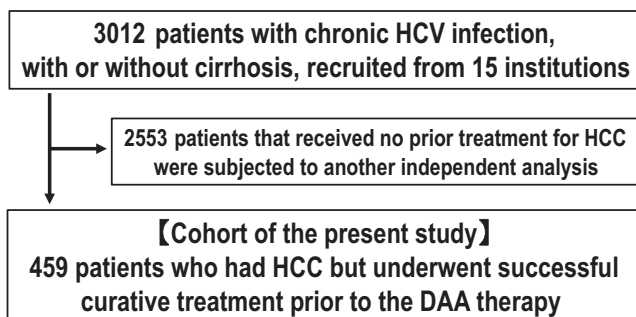 3012 patients with chronic HCV infection,
with or without cirrhosis, recruited from 15 institutions
2553 patients that received no prior treatment for HCC
were subjected to another independent analysis
【Cohort of the present study】
459 patients who had HCC but underwent successful
curative treatment prior to the DAA therapy